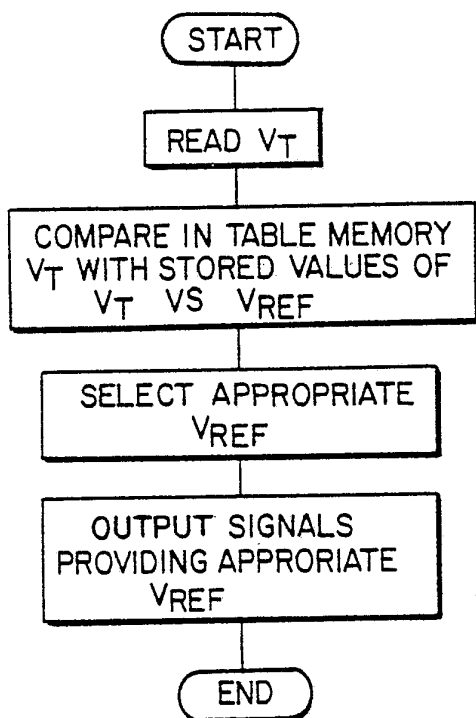 START
READ VT
COMPARE IN TABLE MEMORY
VT WITH STORED VALUES OF
VT VS VREF
SELECT APPROPRIATE
VREF
OUTPUT SIGNALS
PROVIDING APPRORIATE
VREF
END